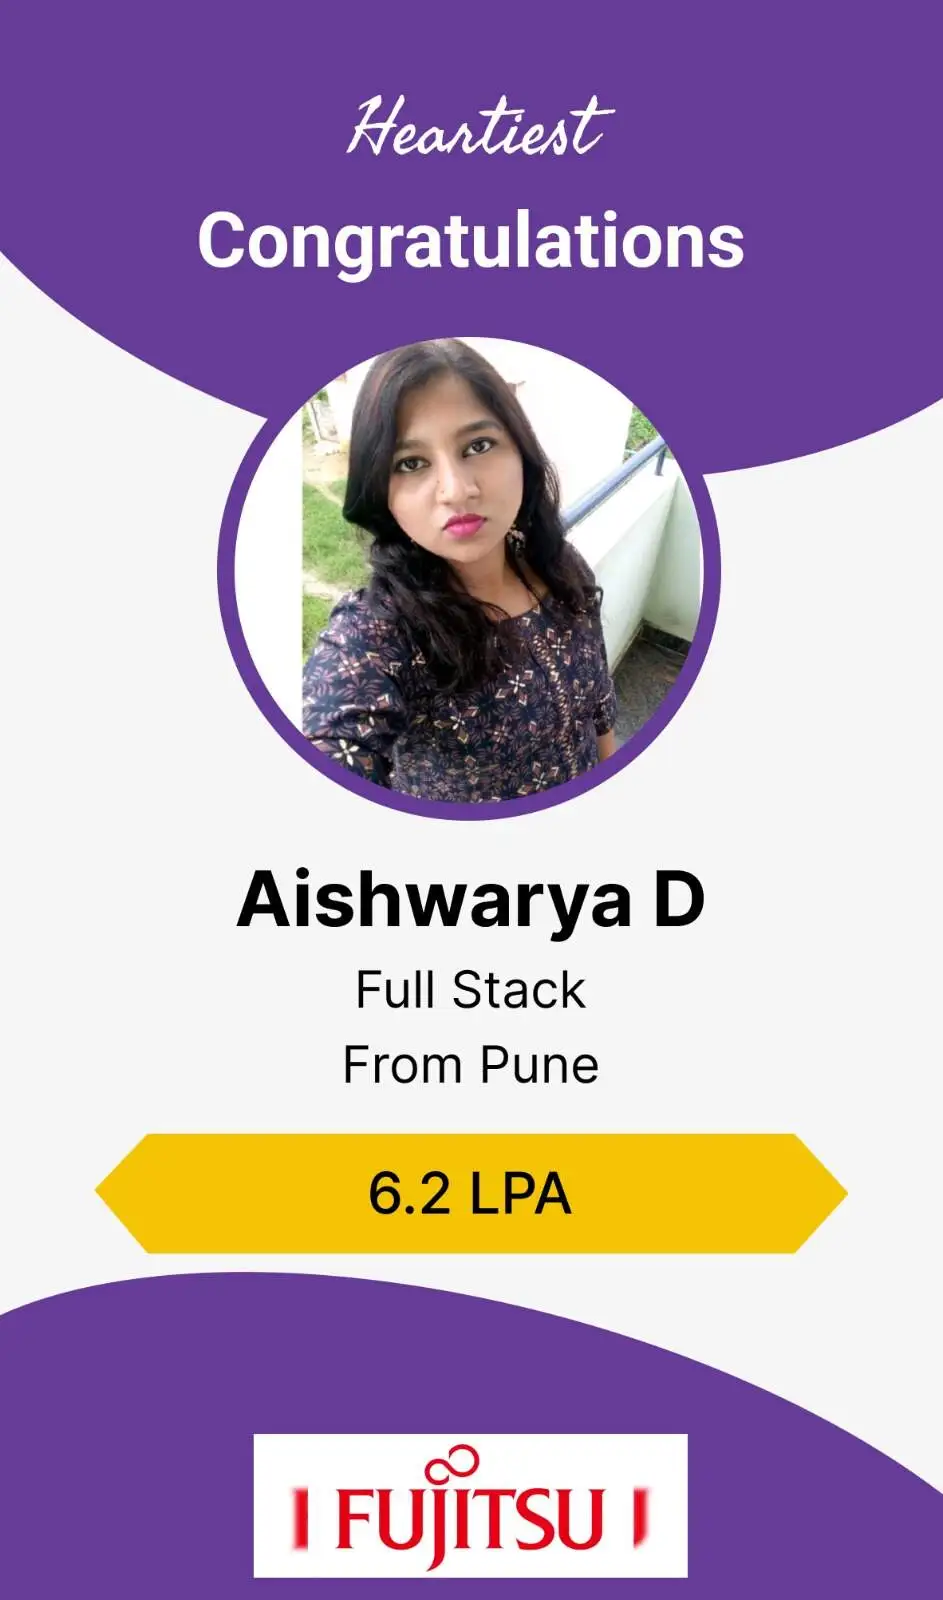 Heartiest
Congratulations
Aishwarya D
Full Stack
From Pune
6.2 LPA
FUJITSU